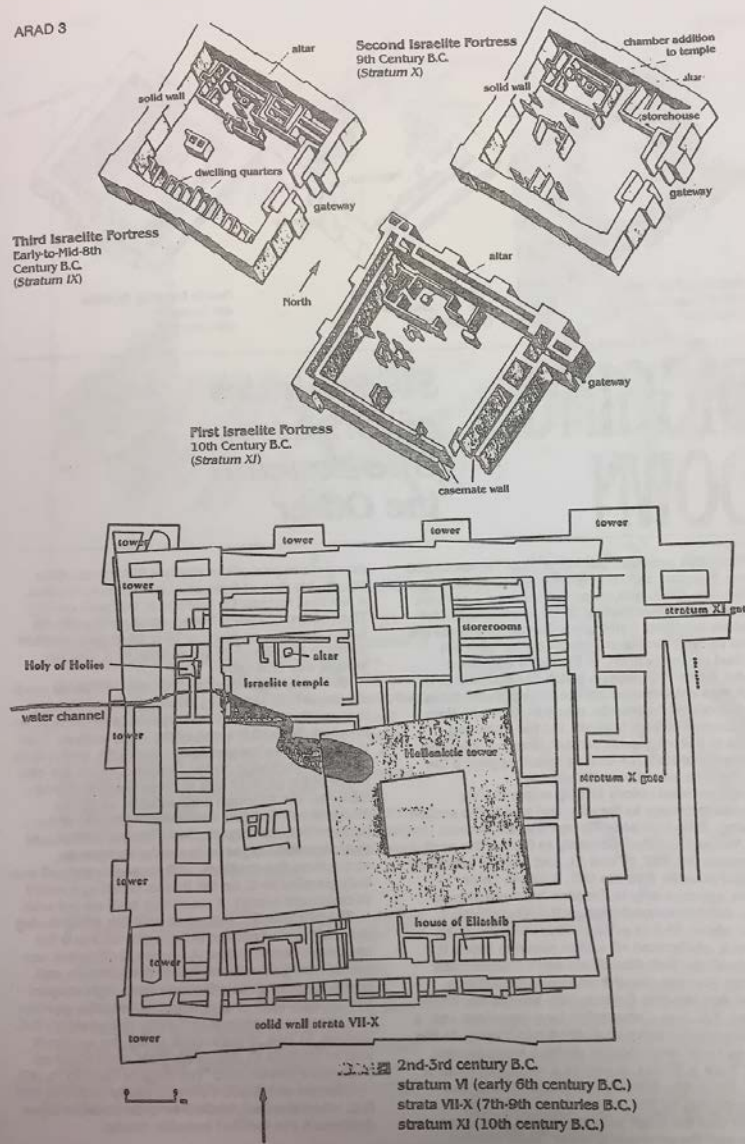 ARAD 3
altar
solid wall
dwelling quarters
gateway
Third Israelite Fortress
Early-to-Mid-8th
Century B.C.
(Stratum IX)
Second Israelite Fortress
9th Century B.C.
(Stratum X)
chamber addition
to temple
solid wall
altar
storehouse
gateway
North
altar
gateway
First Israelite Fortress
10th Century B.C.
(Stratum XI)
casemate wall
tower
tower
tower
tower
tower
stratum XI gat
storerooms
Holy of Holies
altar
Israelite temple
water channel
tower
Hellenistic tower
stratum X gate
tower
house of Eliashib
tower
solid wall strata VII-X
tower
2nd-3rd century B.C.
stratum VI (early 6th century B.C.)
strata VII-X (7th-9th centuries B.C.)
stratum XI (10th century B.C.)